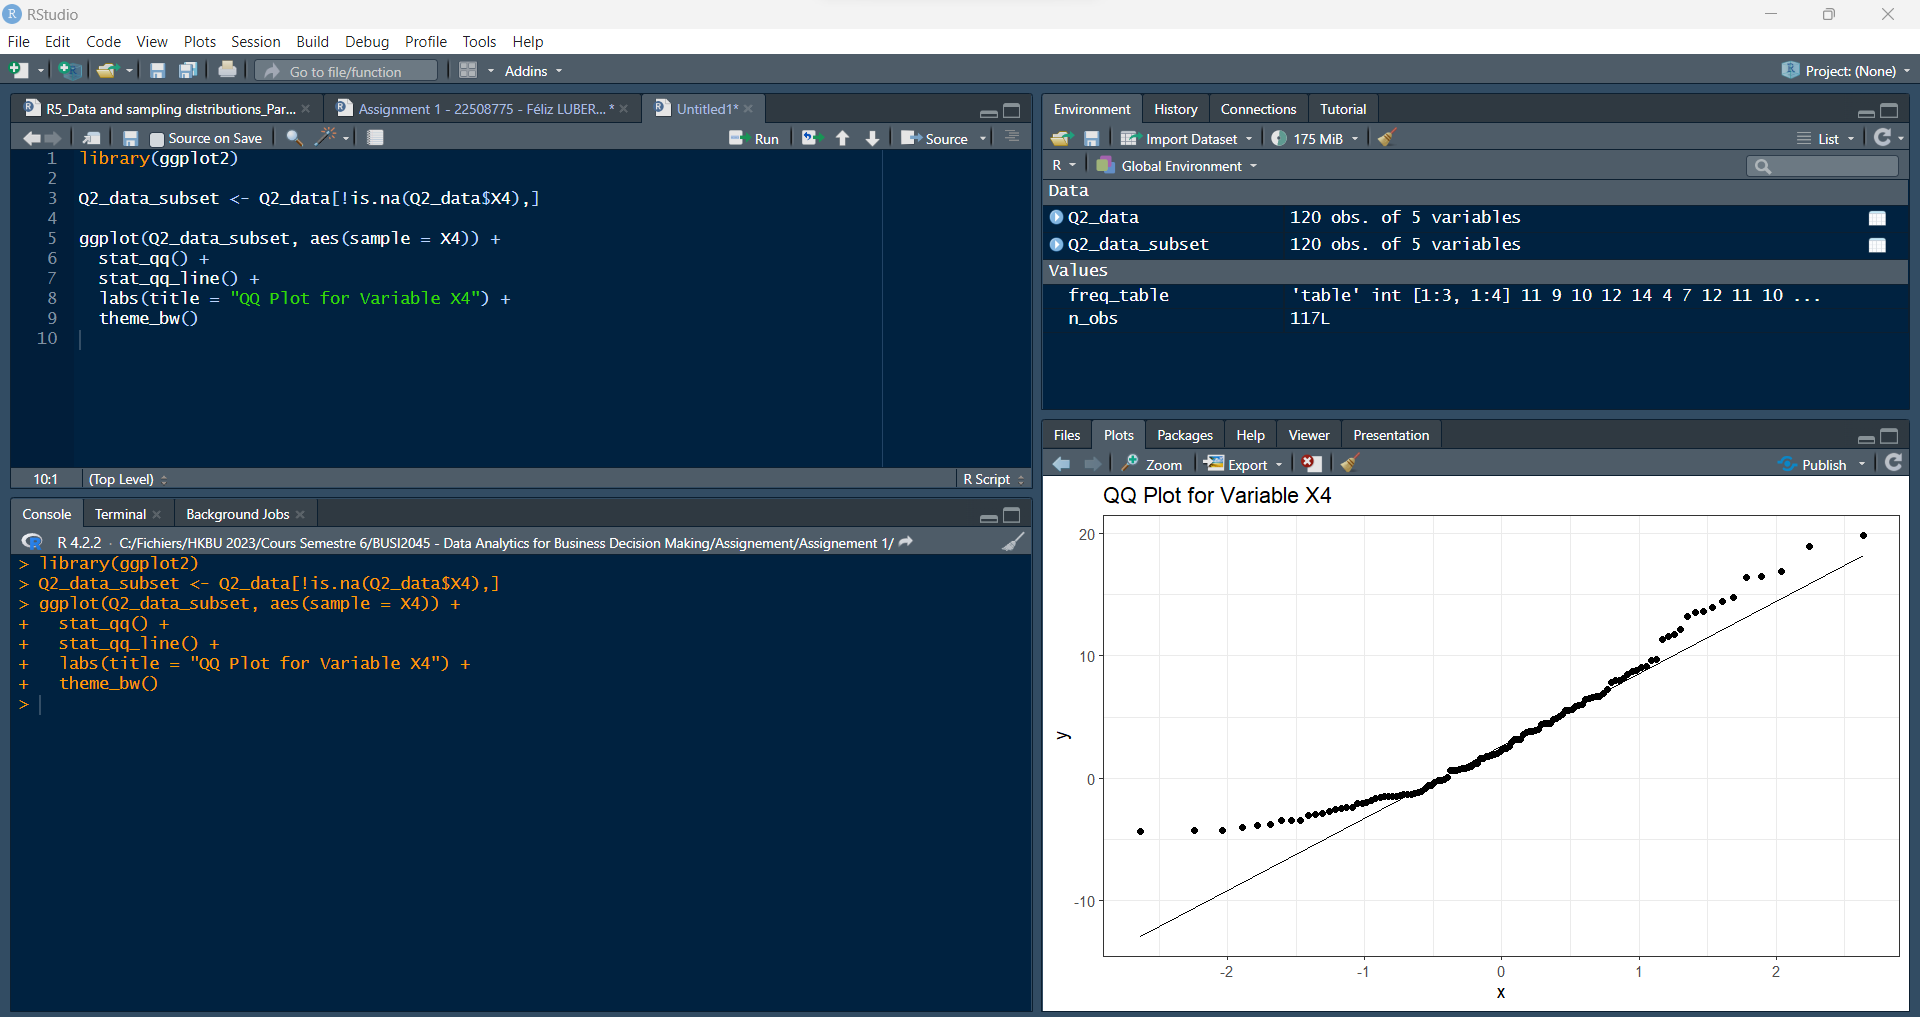 RStudio
File Edit Code View Plots Session Build Debug Profile Tools Help
Go to file/function Addins Project: (None)
R5_Data and sampling distributions_Par... Assignment 1 - 22508775 - Féliz LUBER...* Untitled1*
Source on Save Run Source
1 library(ggplot2)
2
3 Q2_data_subset <- Q2_data[!is.na(Q2_data$X4),]
4
5 ggplot(Q2_data_subset, aes(sample = X4)) +
6 stat_qq() +
7 stat_qq_line() +
8 labs(title = "QQ Plot for Variable X4") +
9 theme_bw()
10
10:1 (Top Level) R Script
Console Terminal Background Jobs
R 4.2.2 · C:/Fichiers/HKBU 2023/Cours Semestre 6/BUSI2045 - Data Analytics for Business Decision Making/Assignement/Assignement 1/
> library(ggplot2)
> Q2_data_subset <- Q2_data[!is.na(Q2_data$X4),]
> ggplot(Q2_data_subset, aes(sample = X4)) +
+ stat_qq() +
+ stat_qq_line() +
+ labs(title = "QQ Plot for Variable X4") +
+ theme_bw()
>
Environment History Connections Tutorial
Import Dataset 175 MiB List
R Global Environment
Data
Q2_data 120 obs. of 5 variables
Q2_data_subset 120 obs. of 5 variables
Values
freq_table 'table' int [1:3, 1:4] 11 9 10 12 14 4 7 12 11 10 ...
n_obs 117L
Files Plots Packages Help Viewer Presentation
Zoom Export Publish
QQ Plot for Variable X4
20
10
0
-10
y
-2 -1 0 1 2
x